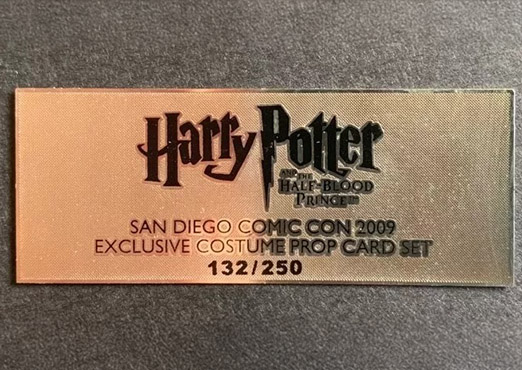 Harry Potter
AND THE
HALF-BLOOD
PRINCE
SAN DIEGO COMIC CON 2009
EXCLUSIVE COSTUME PROP CARD SET
132/250